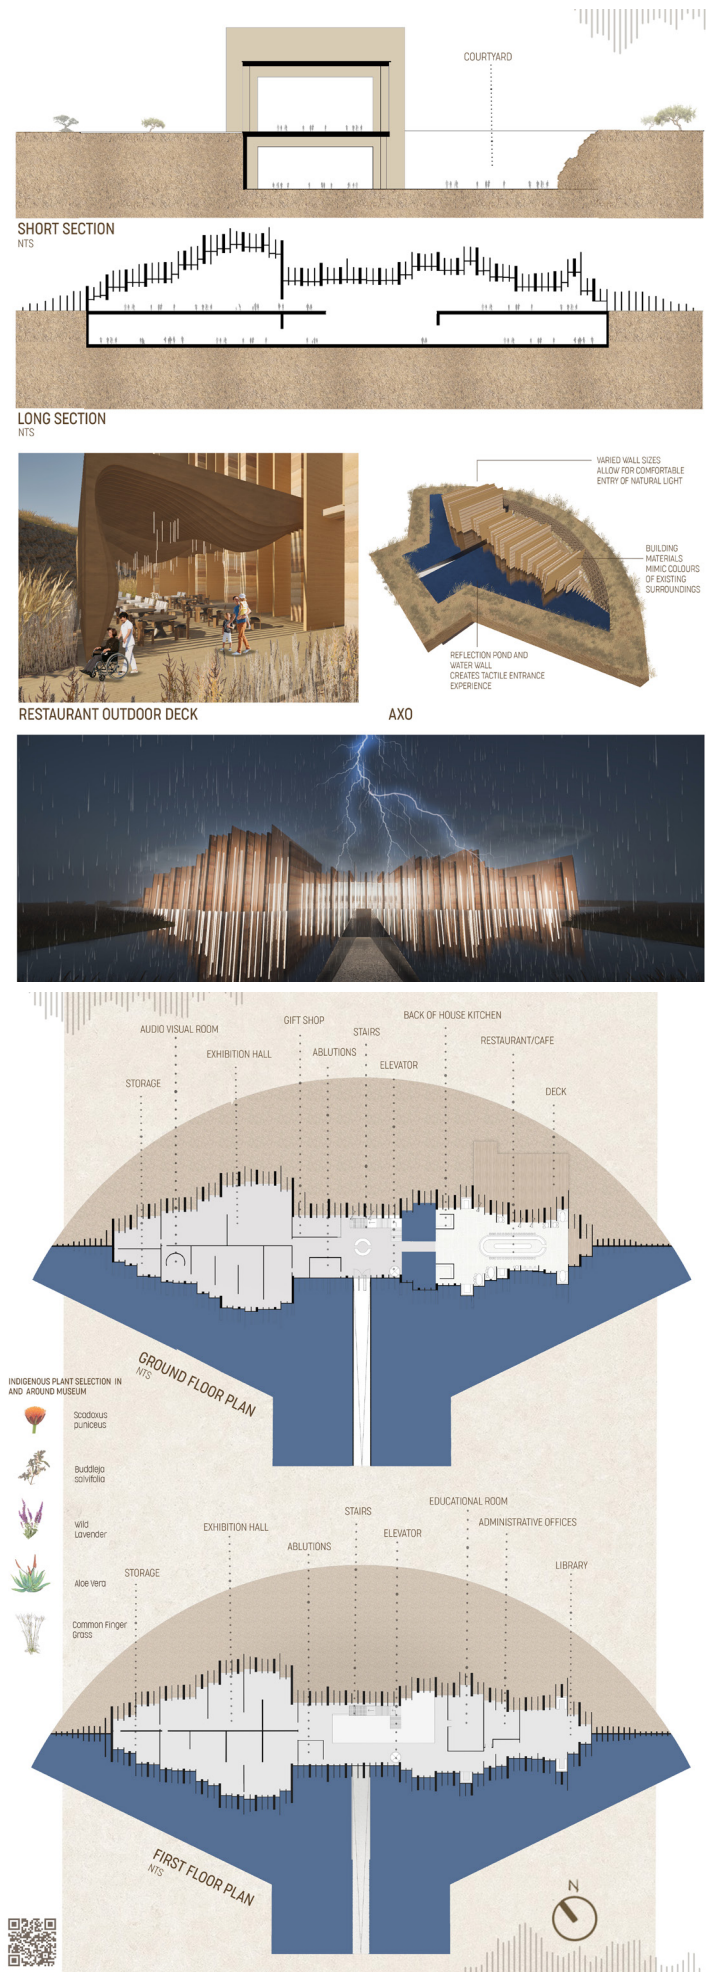 COURTYARD
SHORT SECTION
NTS
LONG SECTION
NTS
VARIED WALL SIZES
ALLOW FOR COMFORTABLE
ENTRY OF NATURAL LIGHT
BUILDING
MATERIALS
MIMIC COLOURS
OF EXISTING
SURROUNDINGS
REFLECTION POND AND
WATER WALL
CREATES TACTILE ENTRANCE
EXPERIENCE
RESTAURANT OUTDOOR DECK
AXO
AUDIO VISUAL ROOM
GIFT SHOP
BACK OF HOUSE KITCHEN
STAIRS
RESTAURANT/CAFE
EXHIBITION HALL
ABLUTIONS
ELEVATOR
STORAGE
DECK
GROUND FLOOR PLAN
NTS
INDIGENOUS PLANT SELECTION IN
AND AROUND MUSEUM
Scadoxus
puniceus
Buddleja
salvifolia
Wild
Lavender
Aloe Vera
Common Finger
Grass
EDUCATIONAL ROOM
STAIRS
ADMINISTRATIVE OFFICES
EXHIBITION HALL
ELEVATOR
ABLUTIONS
LIBRARY
STORAGE
FIRST FLOOR PLAN
NTS
N